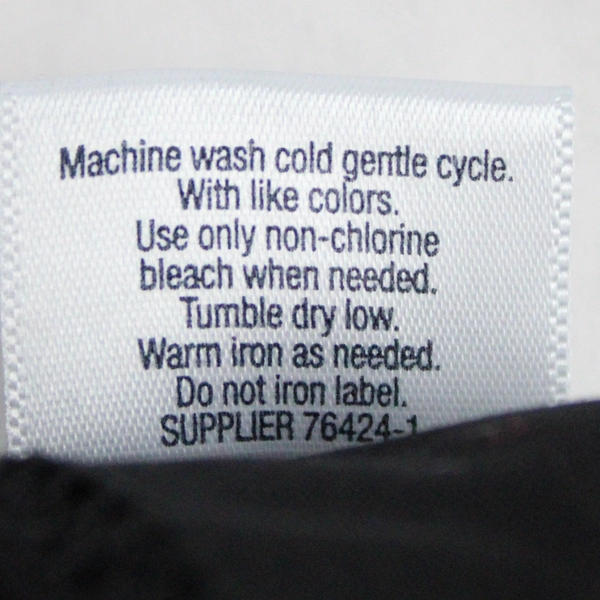 Machine wash cold gentle cycle.
With like colors.
Use only non-chlorine
bleach when needed.
Tumble dry low.
Warm iron as needed.
Do not iron label.
SUPPLIER 76424-1